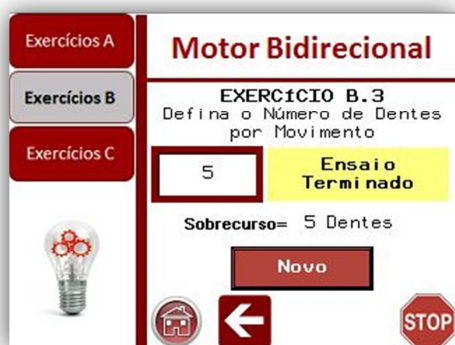 Exercícios A
Exercícios B
Exercícios C
Motor Bidirecional
EXERCíCIO B.3
Defina o Número de Dentes
por Movimento
5
Ensaio
Terminado
Sobrecurso= 5 Dentes
Novo
STOP